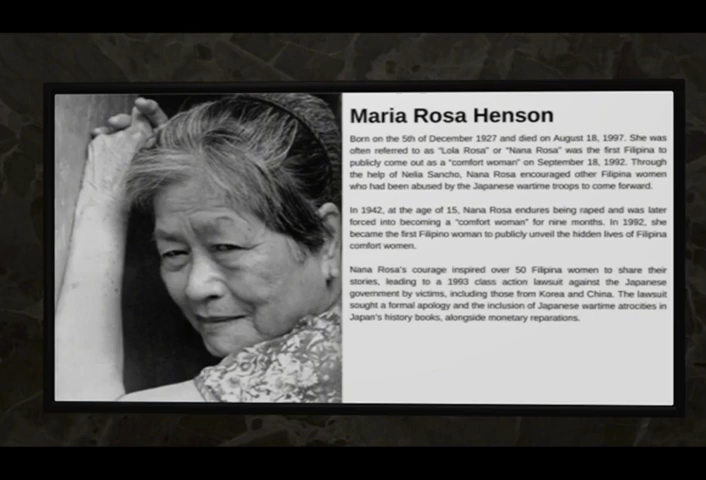 Maria Rosa Henson
Born on the 5th of December 1927 and died on August 18, 1997. She was
often referred to as "Lola Rosa" or "Nana Rosa" was the first Filipina to
publicly come out as a "comfort woman" on September 18, 1992. Through
the help of Nelia Sancho, Nana Rosa encouraged other Filipina women
who had been abused by the Japanese wartime troops to come forward.
In 1942, at the age of 15, Nana Rosa endures being raped and was later
forced into becoming a "comfort woman" for nine months. In 1992, she
became the first Filipino woman to publicly unveil the hidden lives of Filipina
comfort women.
Nana Rosa's courage inspired over 50 Filipina women to share their
stories, leading to a 1993 class action lawsuit against the Japanese
government by victims, including those from Korea and China. The lawsuit
sought a formal apology and the inclusion of Japanese wartime atrocities in
Japan's history books, alongside monetary reparations.